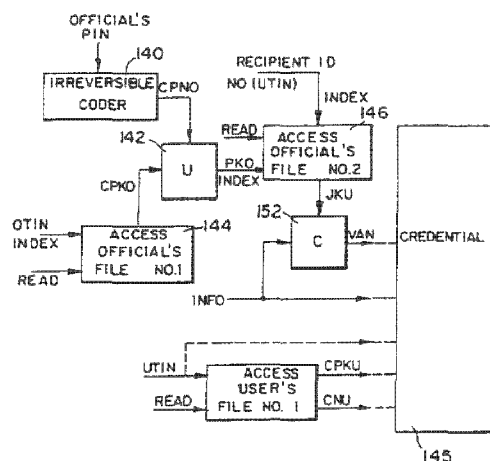 OFFICIAL'S
PIN
140
IRREVERSIBLE
CODER
CPNO
RECIPIENT ID
NO (UTIN)
INDEX
146
142
READ
ACCESS
OFFICIAL'S
FILE NO.2
U
PKO
INDEX
CPKO
JKU
152
144
OTIN
INDEX
ACCESS
OFFICIAL'S
FILE NO.1
READ
C
VAN
CREDENTIAL
INFO
UTIN
ACCESS
USER'S
FILE NO. 1
CPKU
READ
CNU
145